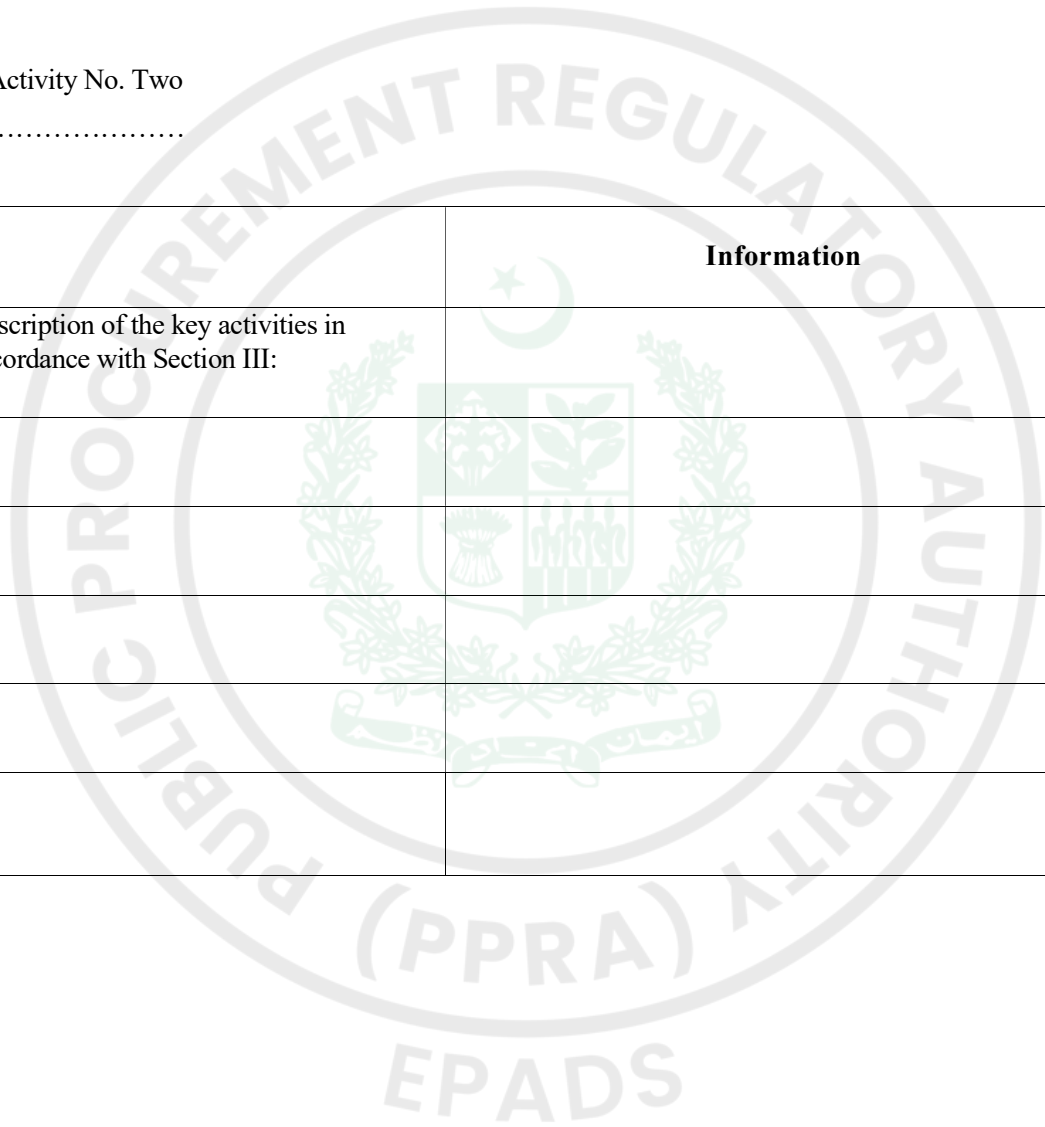 Activity No. Two
....................
Information
scription of the key activities in
cordance with Section III:
PUBLIC PROCUREMENT REGULATORY AUTHORITY
(PPRA)
EPADS